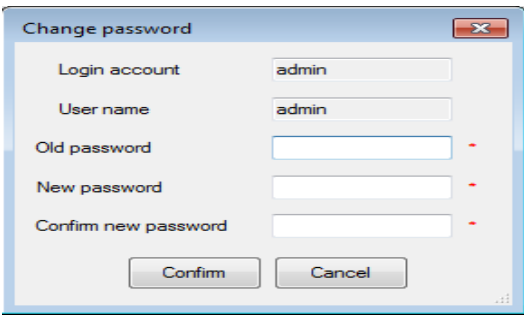 Change password
Login account admin
User name admin
Old password *
New password *
Confirm new password *
Confirm Cancel